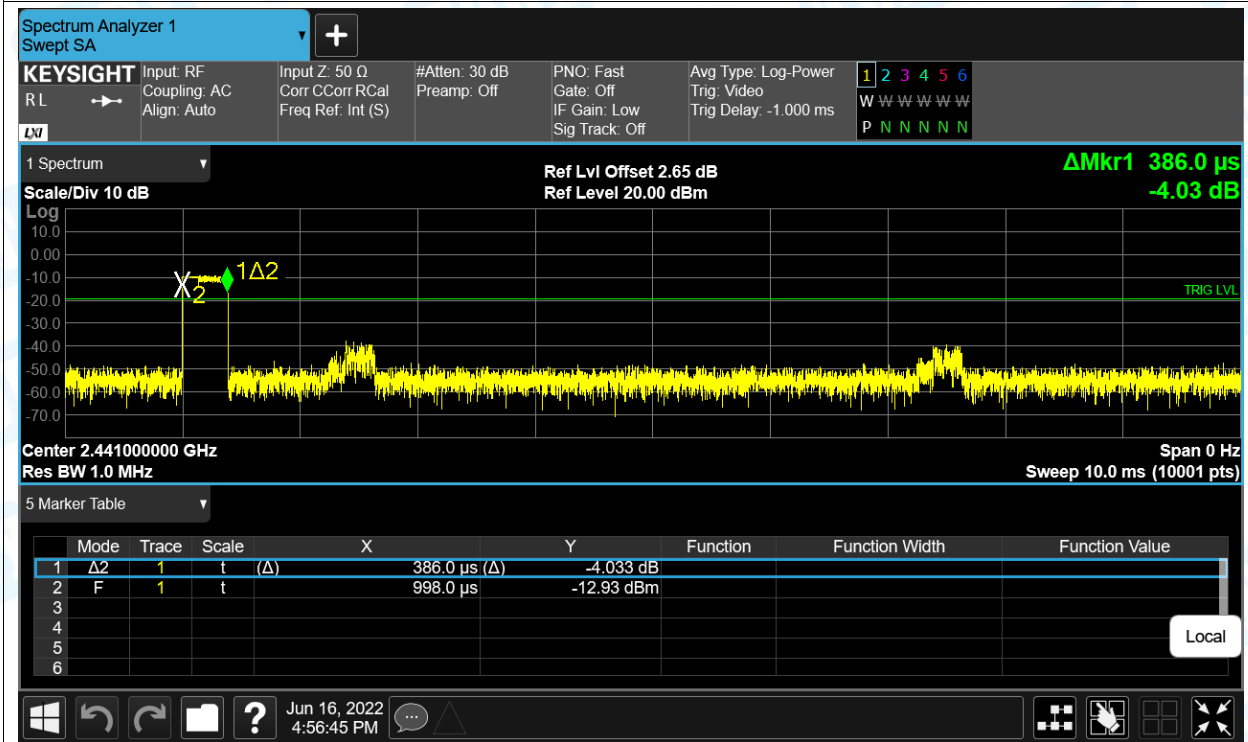 Spectrum Analyzer 1
Swept SA
+
KEYSIGHT
R L
LXI
Input: RF
Coupling: AC
Align: Auto
Input Z: 50 Ω
Corr CCorr RCal
Freq Ref: Int (S)
#Atten: 30 dB
Preamp: Off
PNO: Fast
Gate: Off
IF Gain: Low
Sig Track: Off
Avg Type: Log-Power
Trig: Video
Trig Delay: -1.000 ms
1 2 3 4 5 6
W W W W W W
P N N N N N
1 Spectrum
Scale/Div 10 dB
Ref Lvl Offset 2.65 dB
Ref Level 20.00 dBm
ΔMkr1 386.0 µs
-4.03 dB
Log
10.0
0.00
-10.0
-20.0
-30.0
-40.0
-50.0
-60.0
-70.0
1Δ2
X
2
TRIG LVL
Center 2.441000000 GHz
Res BW 1.0 MHz
Span 0 Hz
Sweep 10.0 ms (10001 pts)
5 Marker Table
Mode Trace Scale X Y Function Function Width Function Value
1 Δ2 1 t (Δ) 386.0 µs (Δ) -4.033 dB
2 F 1 t 998.0 µs -12.93 dBm
3
4
5
6
Local
?
Jun 16, 2022
4:56:45 PM